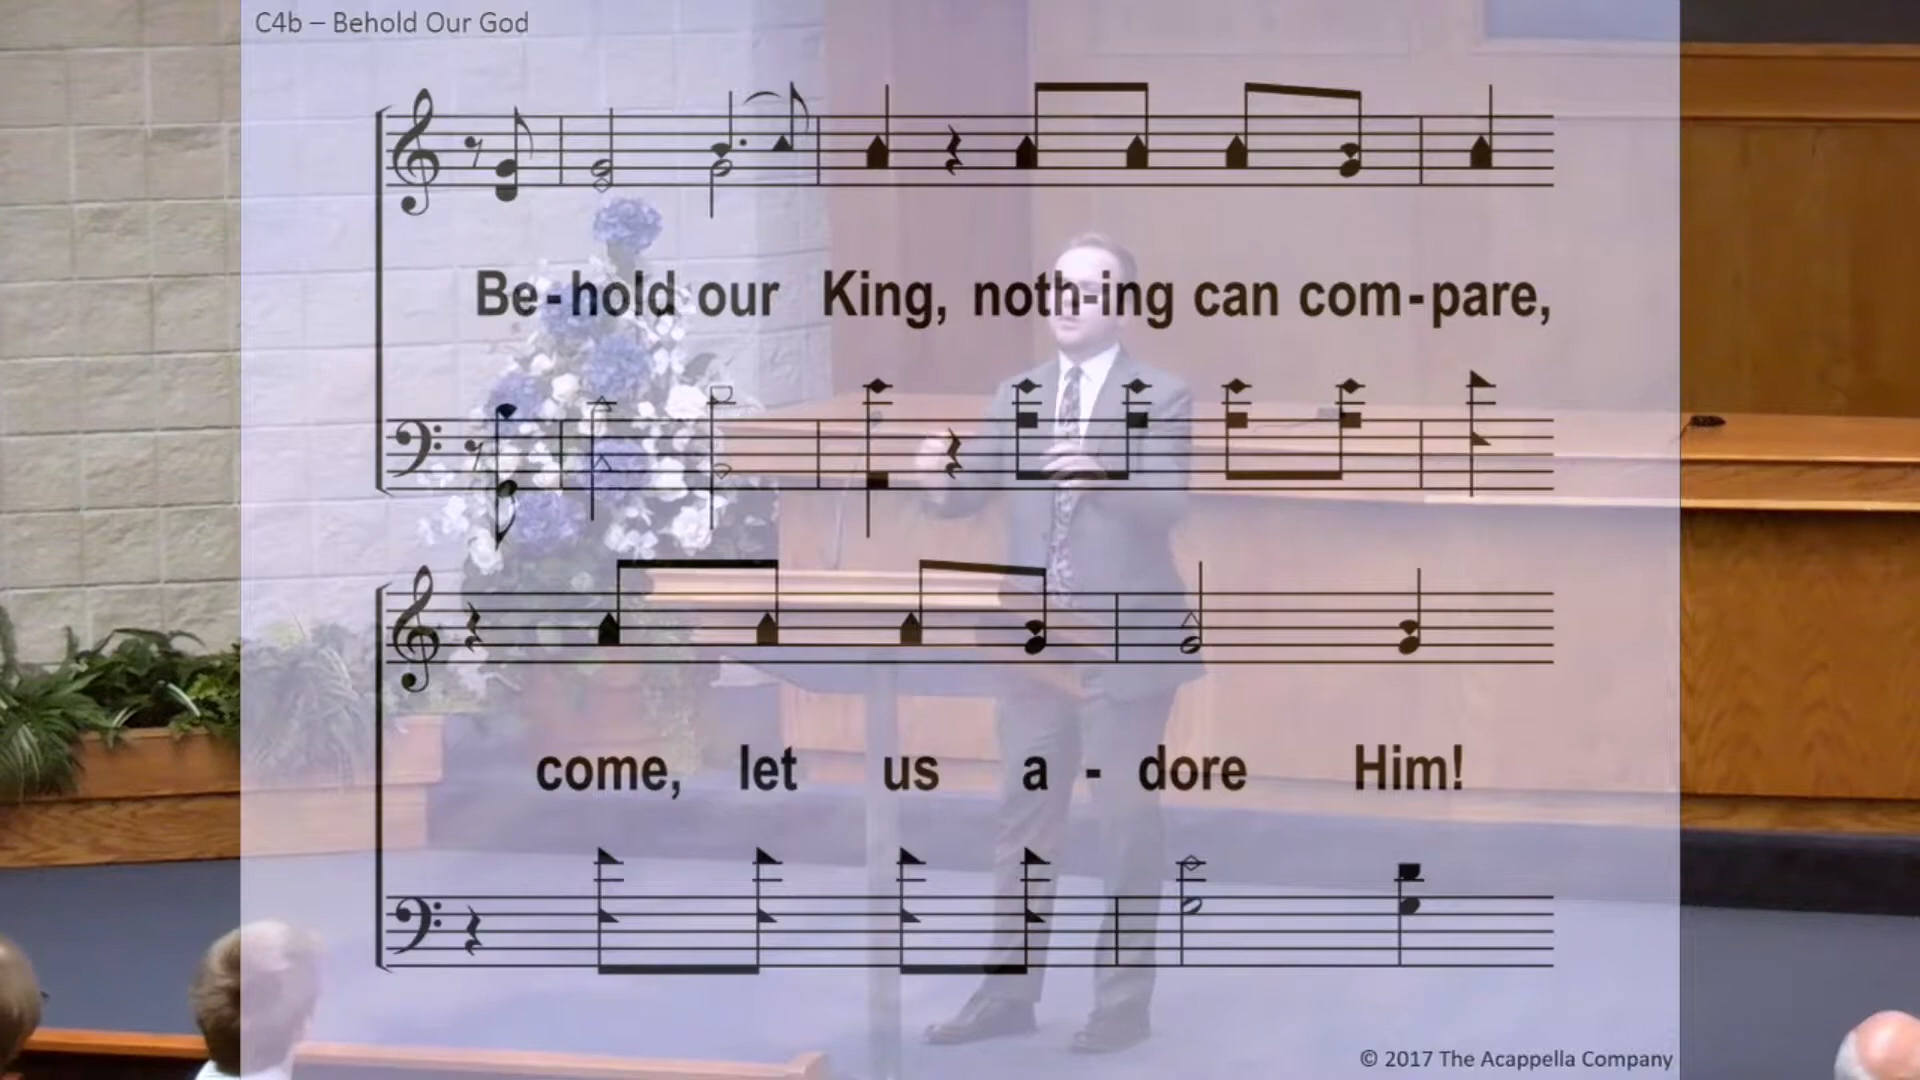 C4b – Behold Our God
Be-hold our King, noth-ing can com-pare,
come, let us a - dore Him!
© 2017 The Acappella Company